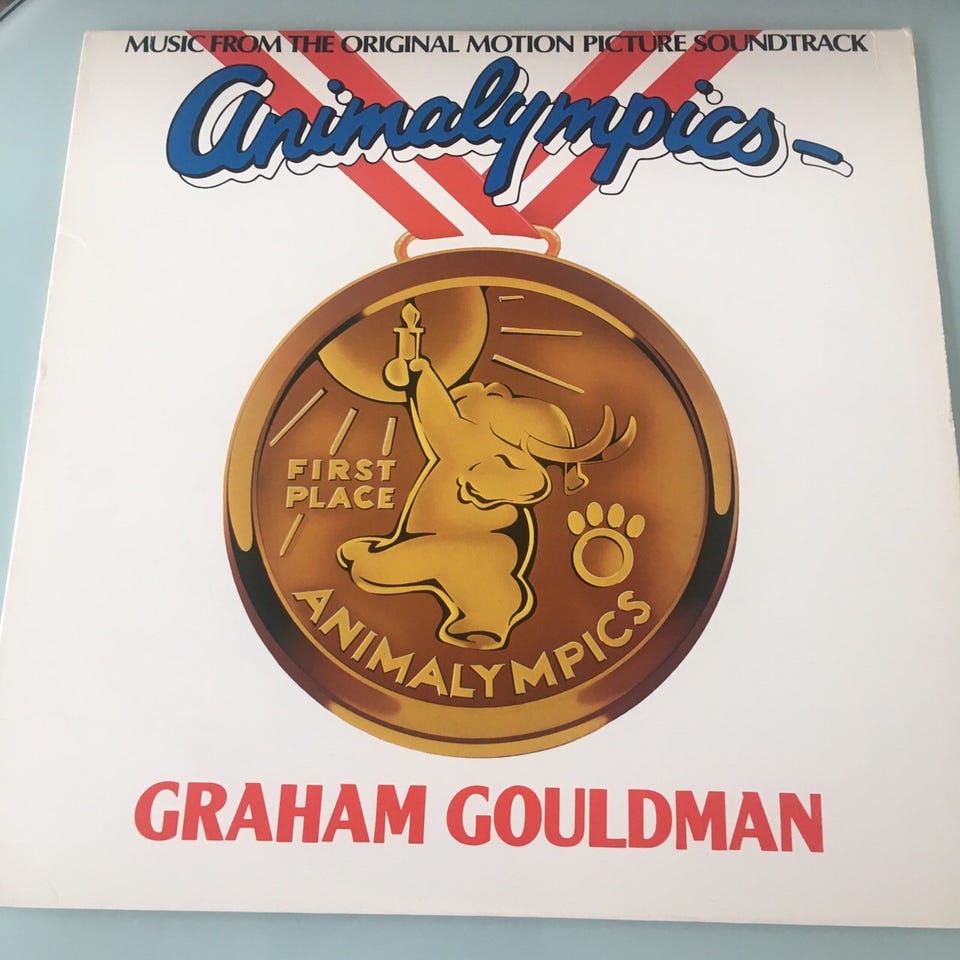 MUSIC FROM THE ORIGINAL MOTION PICTURE SOUNDTRACK
Animalympics
FIRST
PLACE
ANIMALYMPICS
GRAHAM GOULDMAN